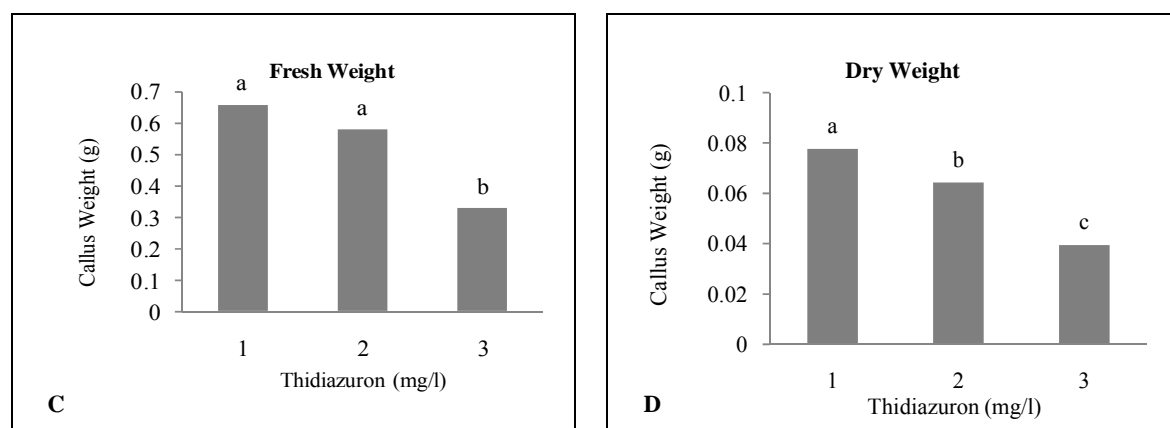 Fresh Weight
Callus Weight (g)
0.7
0.6
0.5
0.4
0.3
0.2
0.1
0
a
a
b
1 2 3
Thidiazuron (mg/l)
C
Dry Weight
Callus Weight (g)
0.1
0.08
0.06
0.04
0.02
0
a
b
c
1 2 3
Thidiazuron (mg/l)
D